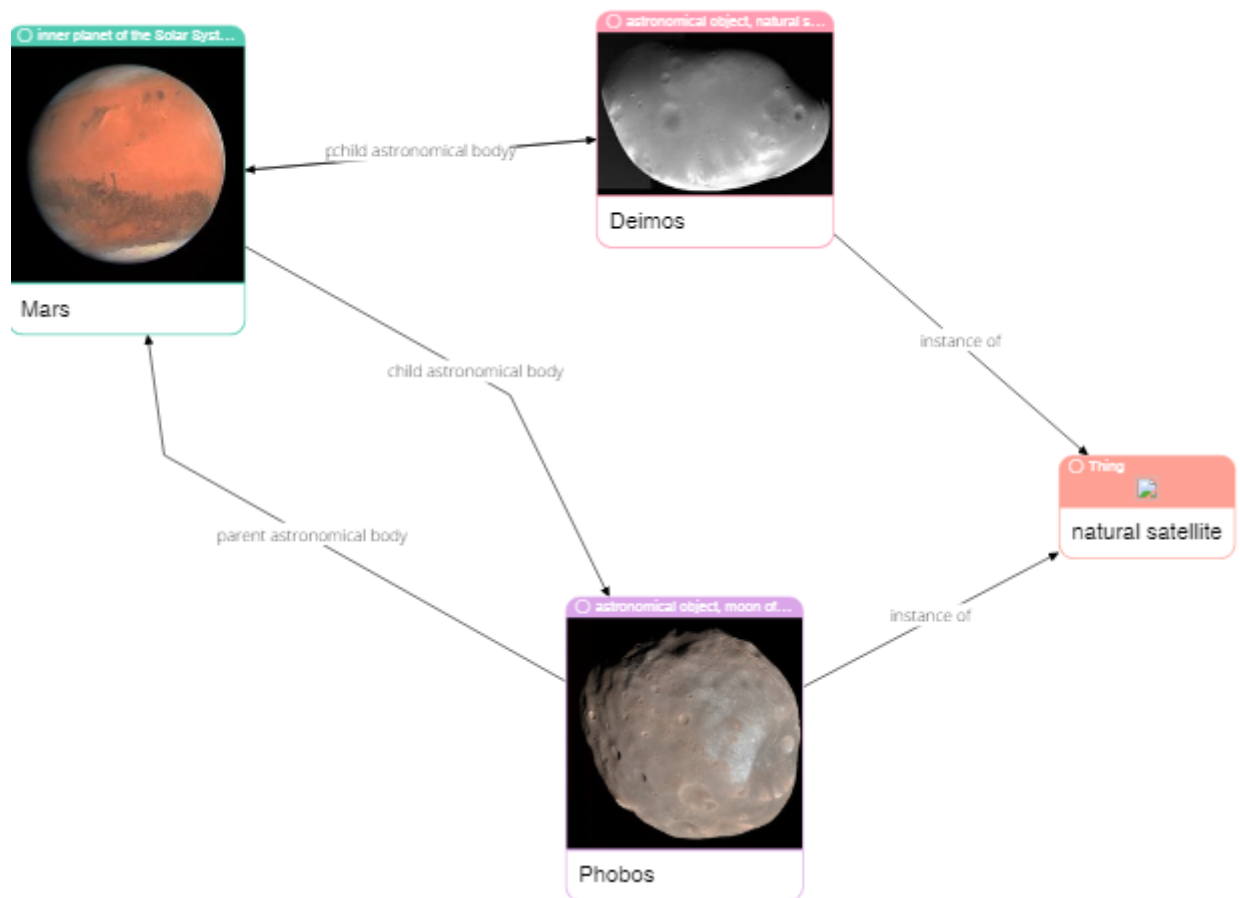 inner planet of the Solar Syst...
astronomical object, natural s...
child astronomical body
Deimos
Mars
instance of
child astronomical body
Thing
natural satellite
parent astronomical body
astronomical object, moon of...
instance of
Phobos